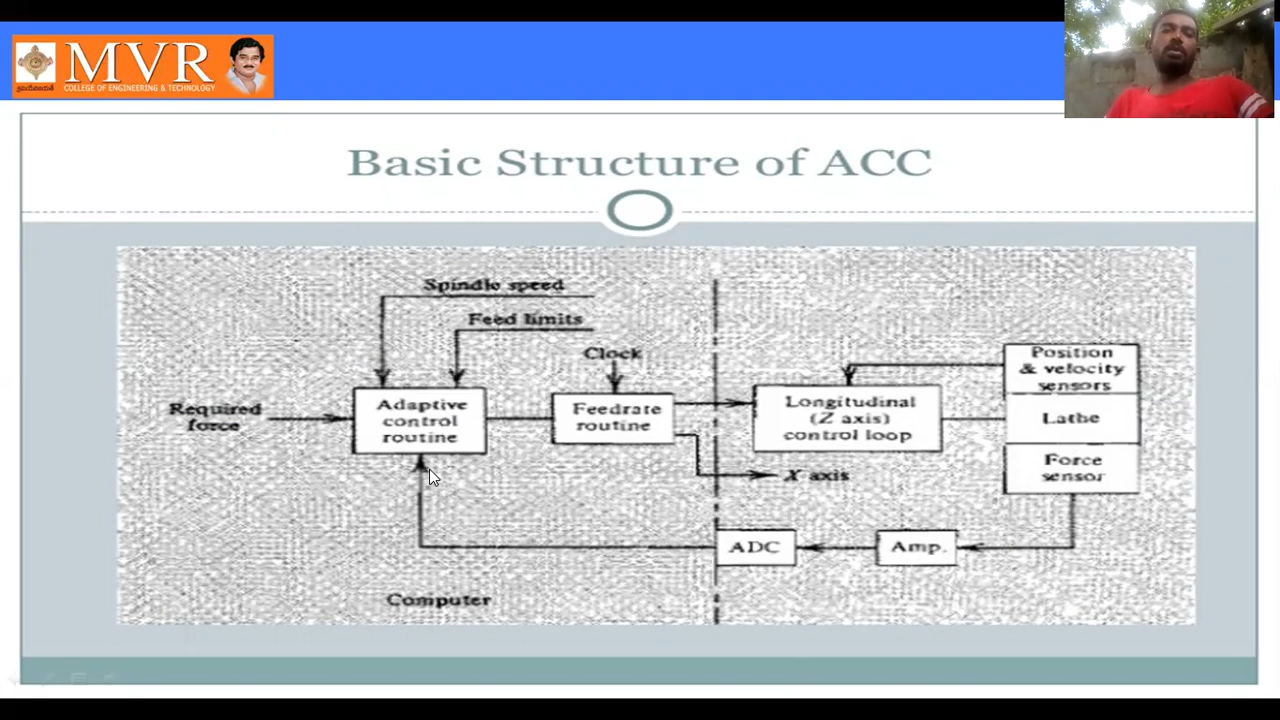 MVR
COLLEGE OF ENGINEERING & TECHNOLOGY
Basic Structure of ACC
Spindle speed
Feed limits
Clock
Required
force
Adaptive
control
routine
Feedrate
routine
Longitudinal
(Z axis)
control loop
X axis
Position
& velocity
sensors
Lathe
Force
sensor
ADC
Amp.
Computer